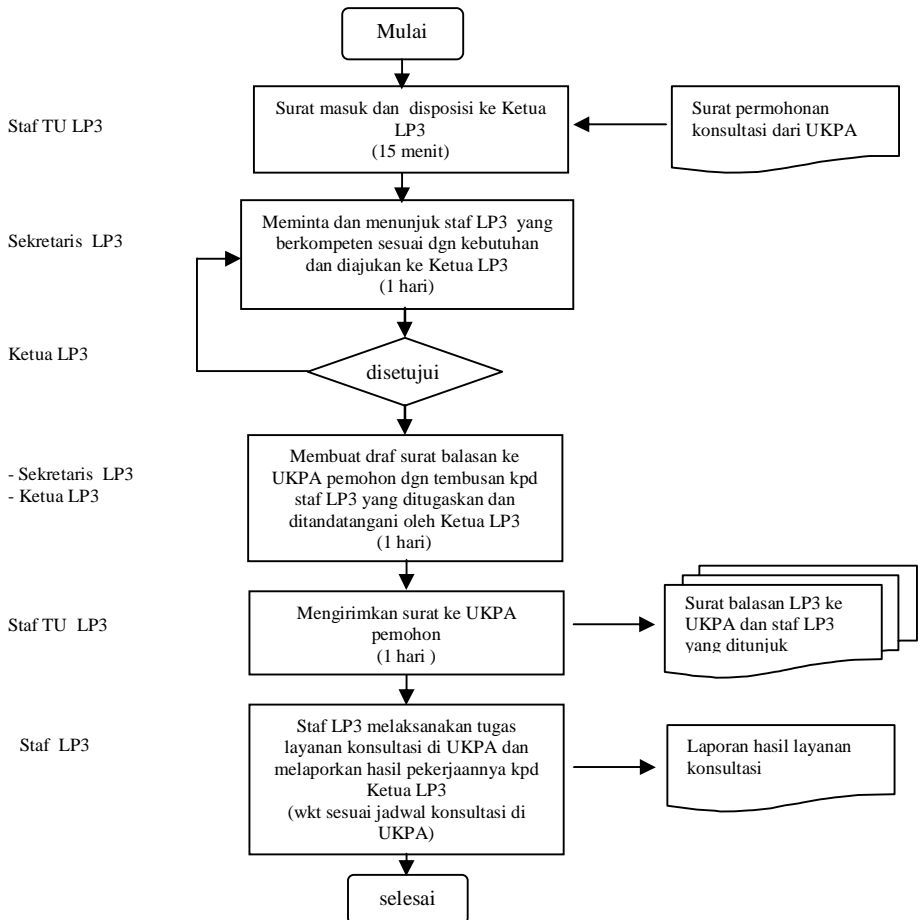 Mulai
Staf TU LP3
Surat masuk dan disposisi ke Ketua
LP3
(15 menit)
Surat permohonan
konsultasi dari UKPA
Sekretaris LP3
Meminta dan menunjuk staf LP3 yang
berkompeten sesuai dgn kebutuhan
dan diajukan ke Ketua LP3
(1 hari)
Ketua LP3
disetujui
- Sekretaris LP3
- Ketua LP3
Membuat draf surat balasan ke
UKPA pemohon dgn tembusan kpd
staf LP3 yang ditugaskan dan
ditandatangani oleh Ketua LP3
(1 hari)
Staf TU LP3
Mengirimkan surat ke UKPA
pemohon
(1 hari )
Surat balasan LP3 ke
UKPA dan staf LP3
yang ditunjuk
Staf LP3
Staf LP3 melaksanakan tugas
layanan konsultasi di UKPA dan
melaporkan hasil pekerjaannya kpd
Ketua LP3
(wkt sesuai jadwal konsultasi di
UKPA)
Laporan hasil layanan
konsultasi
selesai